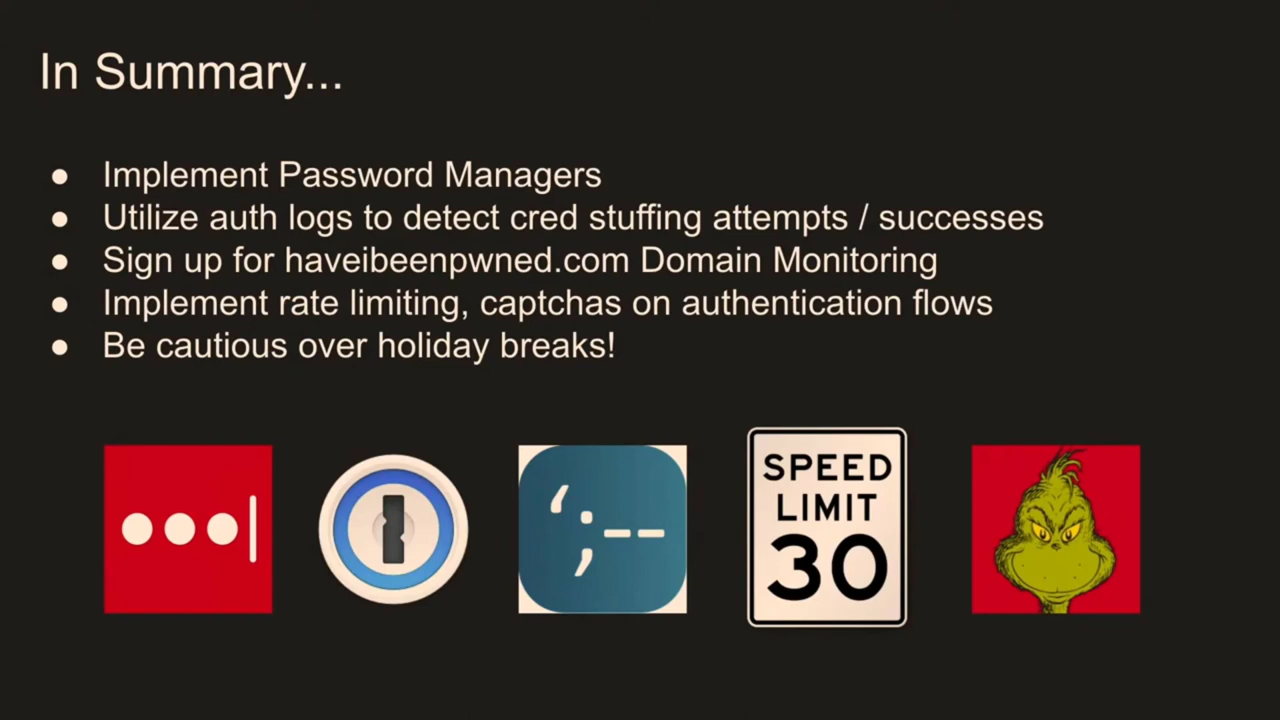 In Summary...
● Implement Password Managers
● Utilize auth logs to detect cred stuffing attempts / successes
● Sign up for haveibeenpwned.com Domain Monitoring
● Implement rate limiting, captchas on authentication flows
● Be cautious over holiday breaks!
';--
SPEED
LIMIT
30